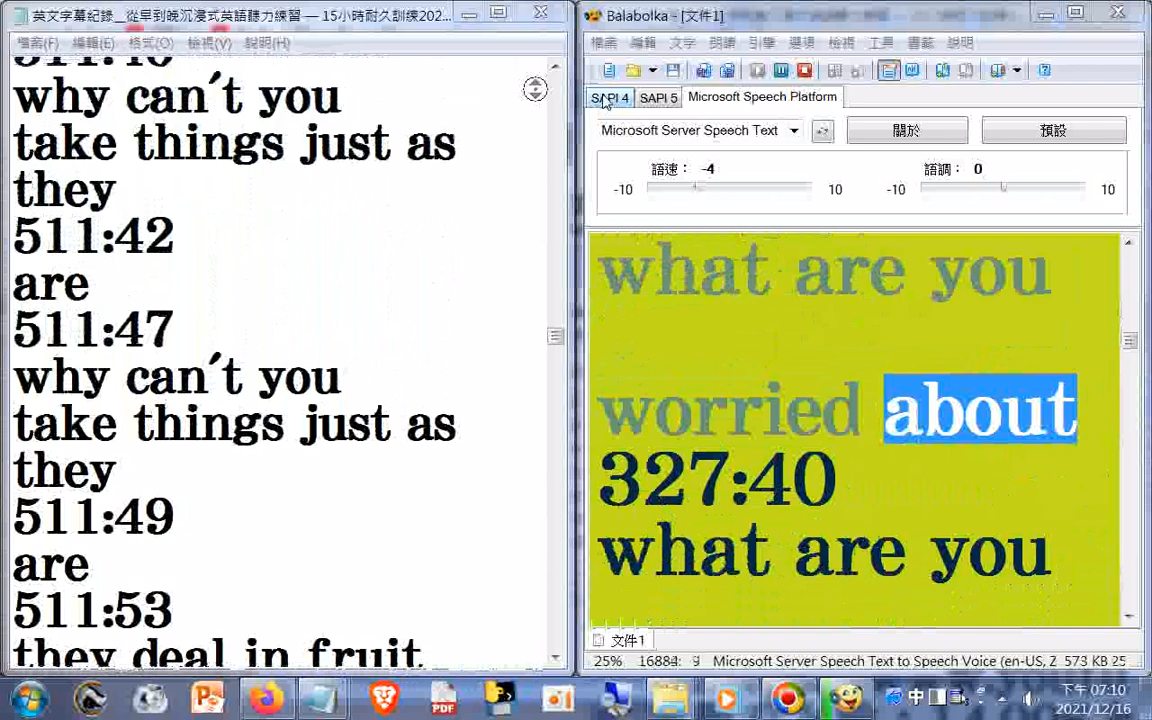 英文字幕紀錄__從早到晚沉浸式英語聽力練習 — 15小時耐久訓練202...
檔案(F) 編輯(E) 格式(O) 檢視(V) 說明(H)
why can't you
take things just as
they
511:42
are
511:47
why can't you
take things just as
they
511:49
are
511:53
they deal in fruit
Balabolka - [文件1]
檔案 編輯 文字 朗讀 引擎 選項 檢視 工具 書籤 說明
SAPI 4 SAPI 5 Microsoft Speech Platform
Microsoft Server Speech Text 關於 預設
語速： -4 語調： 0
-10 10 -10 10
what are you
worried about
327:40
what are you
文件1
25% 16884: 9 Microsoft Server Speech Text to Speech Voice (en-US, Z 573 KB 25
中 下午 07:10
2021/12/16